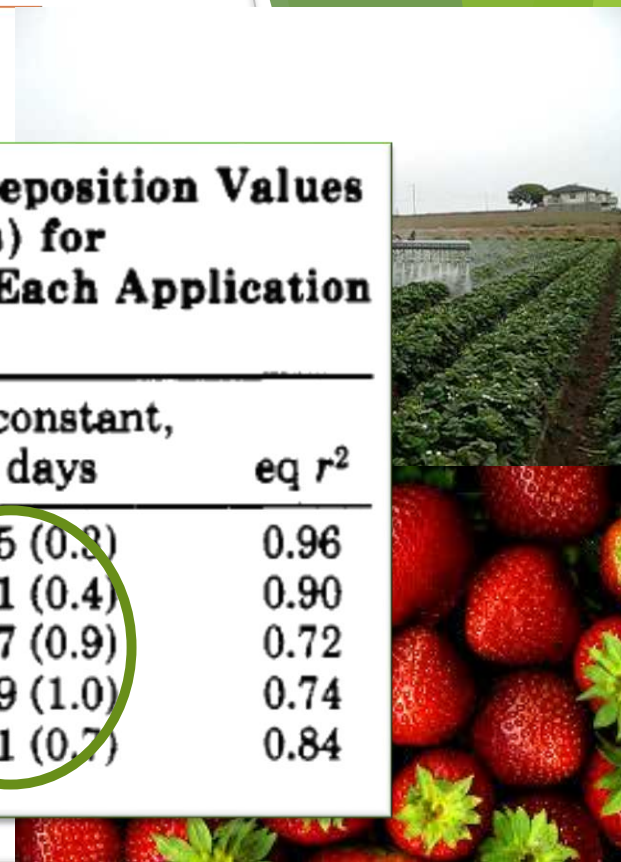 eposition Values
) for
Each Application
constant,
days eq r²
5 (0.3) 0.96
1 (0.4) 0.90
7 (0.9) 0.72
9 (1.0) 0.74
1 (0.7) 0.84